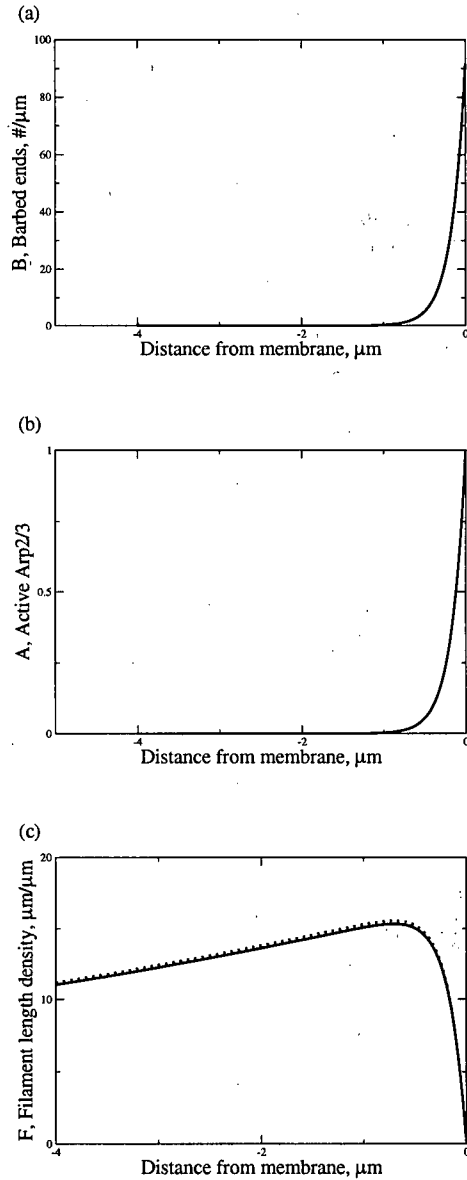 (a)
100
80
60
40
20
0
B, Barbed ends, #/μm
-4
-2
0
Distance from membrane, μm
(b)
1
0.5
0
A, Active Arp2/3
-4
-2
0
Distance from membrane, μm
(c)
20
10
0
F, Filament length density, μm/μm
-4
-2
0
Distance from membrane, μm